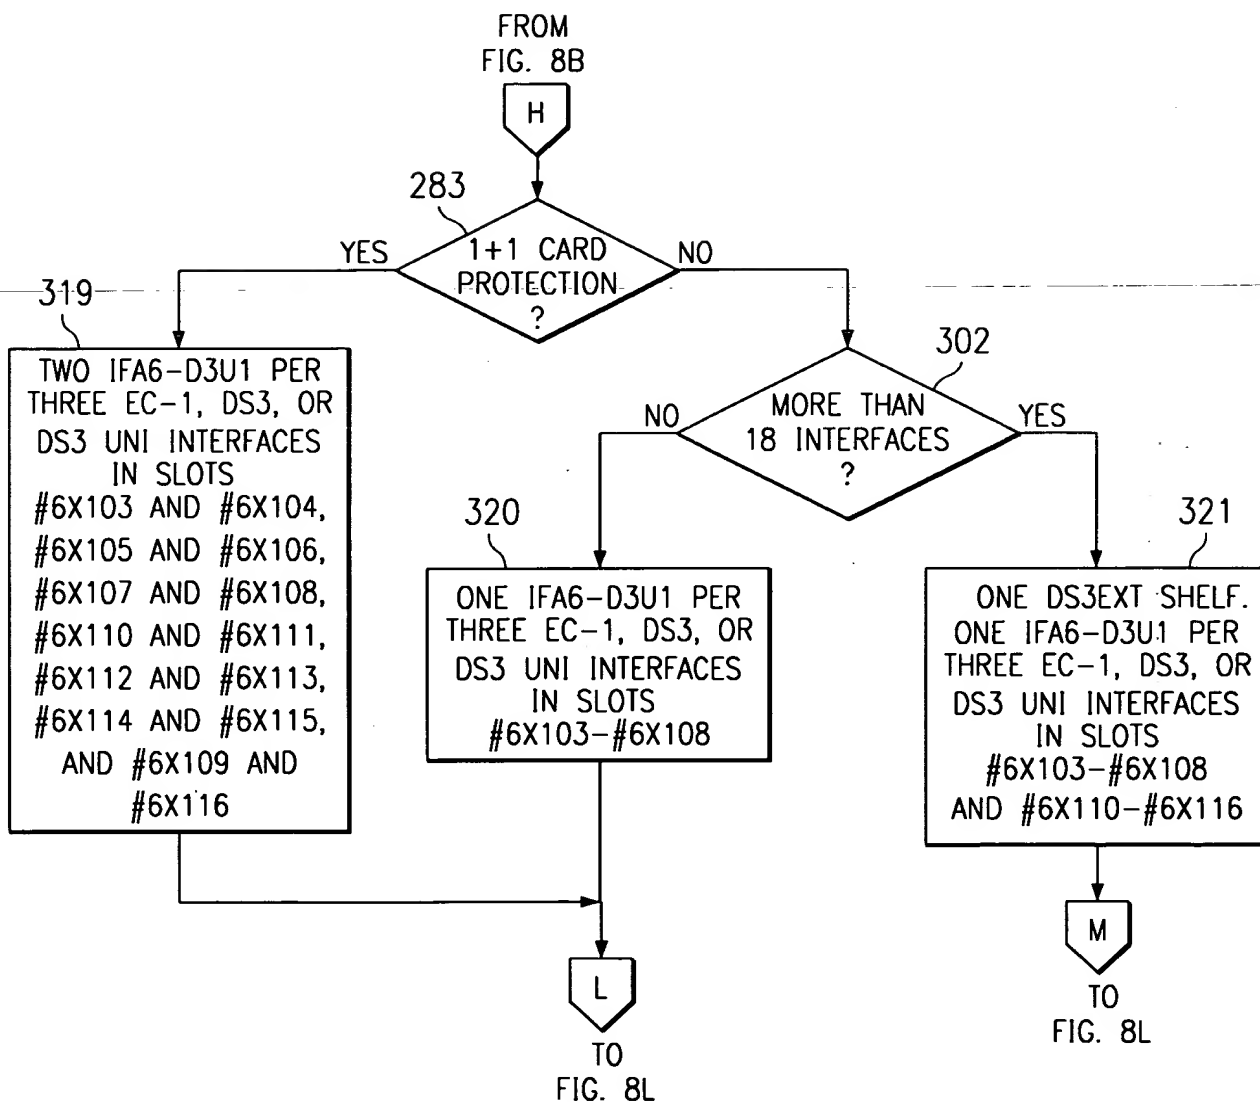 FROM
FIG. 8B
H
283
1+1 CARD
PROTECTION
?
YES
NO
319
TWO IFA6-D3U1 PER
THREE EC-1, DS3, OR
DS3 UNI INTERFACES
IN SLOTS
#6X103 AND #6X104,
#6X105 AND #6X106,
#6X107 AND #6X108,
#6X110 AND #6X111,
#6X112 AND #6X113,
#6X114 AND #6X115,
AND #6X109 AND
#6X116
302
MORE THAN
18 INTERFACES
?
NO
YES
320
ONE IFA6-D3U1 PER
THREE EC-1, DS3, OR
DS3 UNI INTERFACES
IN SLOTS
#6X103-#6X108
321
ONE DS3EXT SHELF.
ONE IFA6-D3U1 PER
THREE EC-1, DS3, OR
DS3 UNI INTERFACES
IN SLOTS
#6X103-#6X108
AND #6X110-#6X116
L
TO
FIG. 8L
M
TO
FIG. 8L